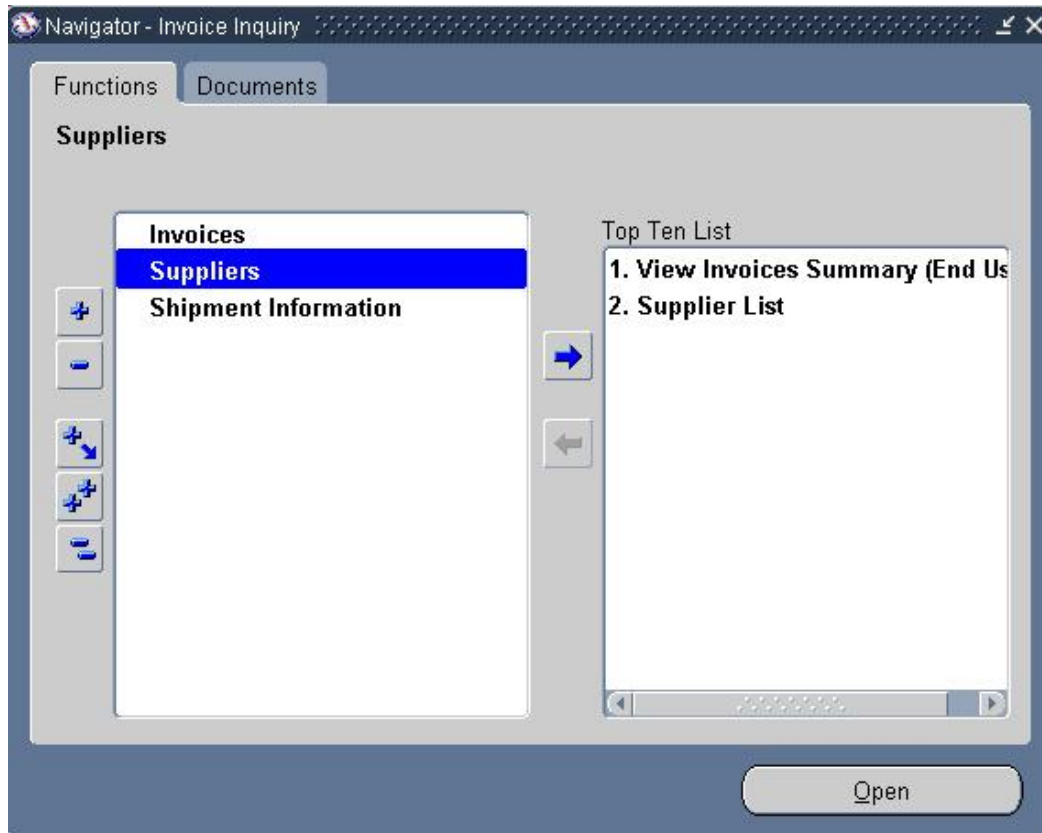 Navigator - Invoice Inquiry
Functions
Documents
Suppliers
Invoices
Suppliers
Shipment Information
Top Ten List
1. View Invoices Summary (End Us
2. Supplier List
Open